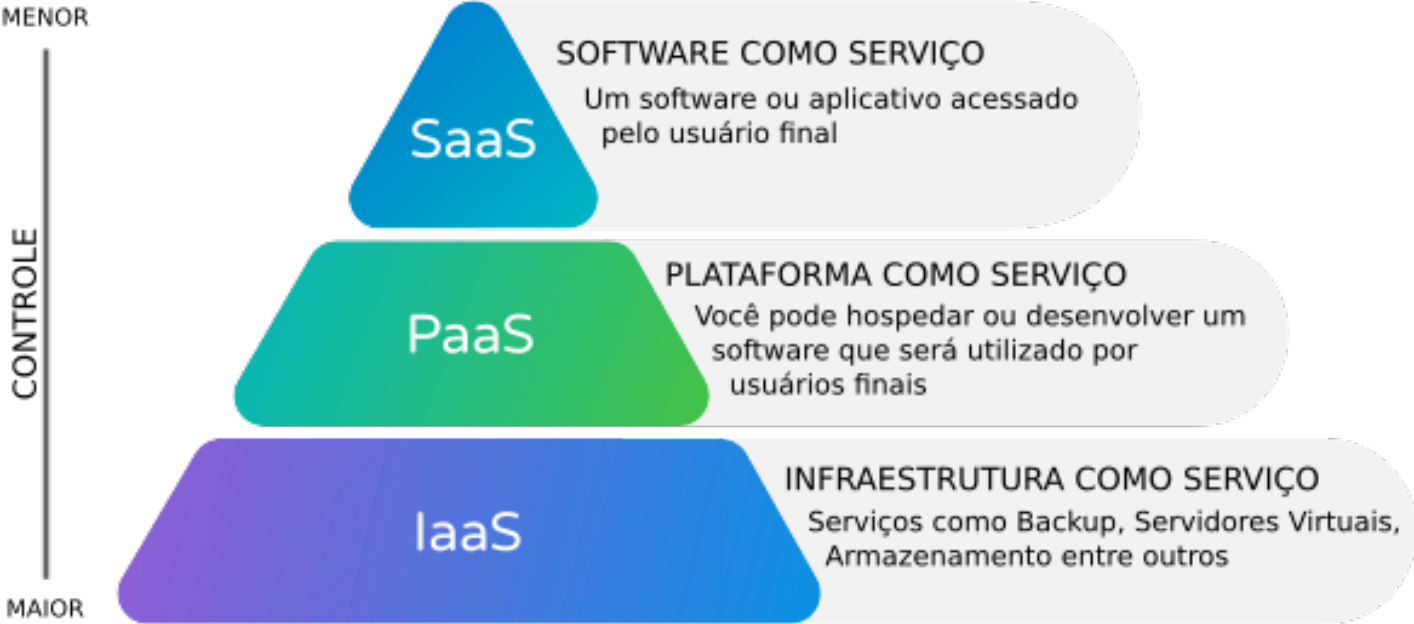 MENOR
CONTROLE
MAIOR
SaaS
SOFTWARE COMO SERVIÇO
Um software ou aplicativo acessado
pelo usuário final
PaaS
PLATAFORMA COMO SERVIÇO
Você pode hospedar ou desenvolver um
software que será utilizado por
usuários finais
IaaS
INFRAESTRUTURA COMO SERVIÇO
Serviços como Backup, Servidores Virtuais,
Armazenamento entre outros